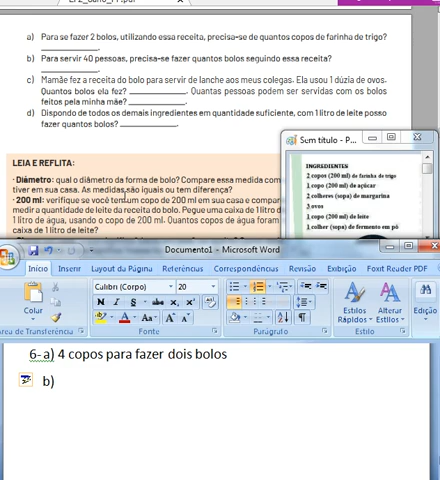 a) Para se fazer 2 bolos, utilizando essa receita, precisa-se de quantos copos de farinha de trigo?
____________.
b) Para servir 40 pessoas, precisa-se fazer quantos bolos seguindo essa receita?
____________.
c) Mamãe fez a receita do bolo para servir de lanche aos meus colegas. Ela usou 1 dúzia de ovos.
Quantos bolos ela fez? ____________. Quantas pessoas podem ser servidas com os bolos
feitos pela minha mãe? ____________.
d) Dispondo de todos os demais ingredientes em quantidade suficiente, com 1 litro de leite posso
fazer quantos bolos? ____________.
Sem título - P...
LEIA E REFLITA:
· Diâmetro: qual o diâmetro da forma de bolo? Compare essa medida com
tiver em sua casa. As medidas são iguais ou tem diferença?
· 200 ml: verifique se você tem um copo de 200 ml em sua casa e compar
medir a quantidade de leite da receita do bolo. Pegue uma caixa de 1 litro d
1 litro de água, usando o copo de 200 ml. Quantos copos de água foram
caixa de 1 litro de leite?
INGREDIENTES
2 copos (200 ml) de farinha de trigo
1 copo (200 ml) de açúcar
2 colheres (sopa) de margarina
3 ovos
1 copo (200 ml) de leite
1 colher (sopa) de fermento em pó
Documento1 - Microsoft Word
Início Inserir Layout da Página Referências Correspondências Revisão Exibição Foxit Reader PDF
Calibri (Corpo) 20
N I S abe x, x²
Aa A A
Colar
Estilos Rápidos
Alterar Estilos
Edição
Área de Transferência
Fonte
Parágrafo
Estilos
6- a) 4 copos para fazer dois bolos
b)